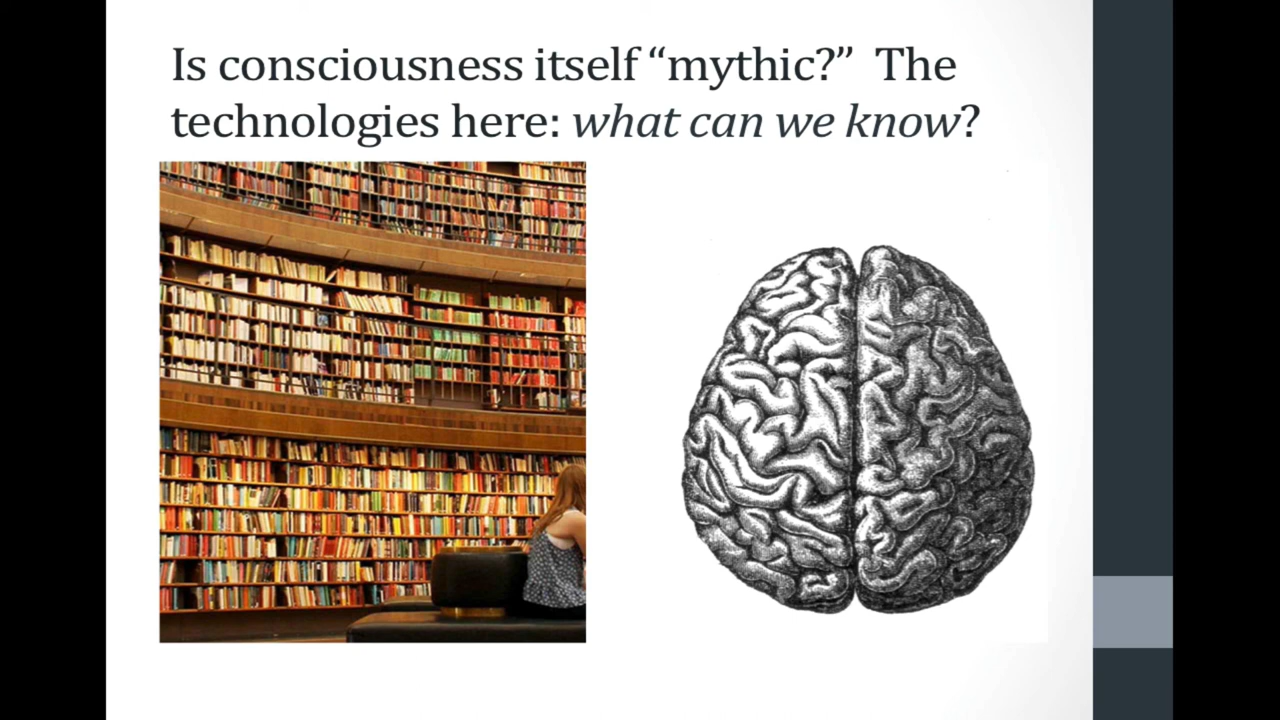 Is consciousness itself “mythic?”  The
technologies here: what can we know?